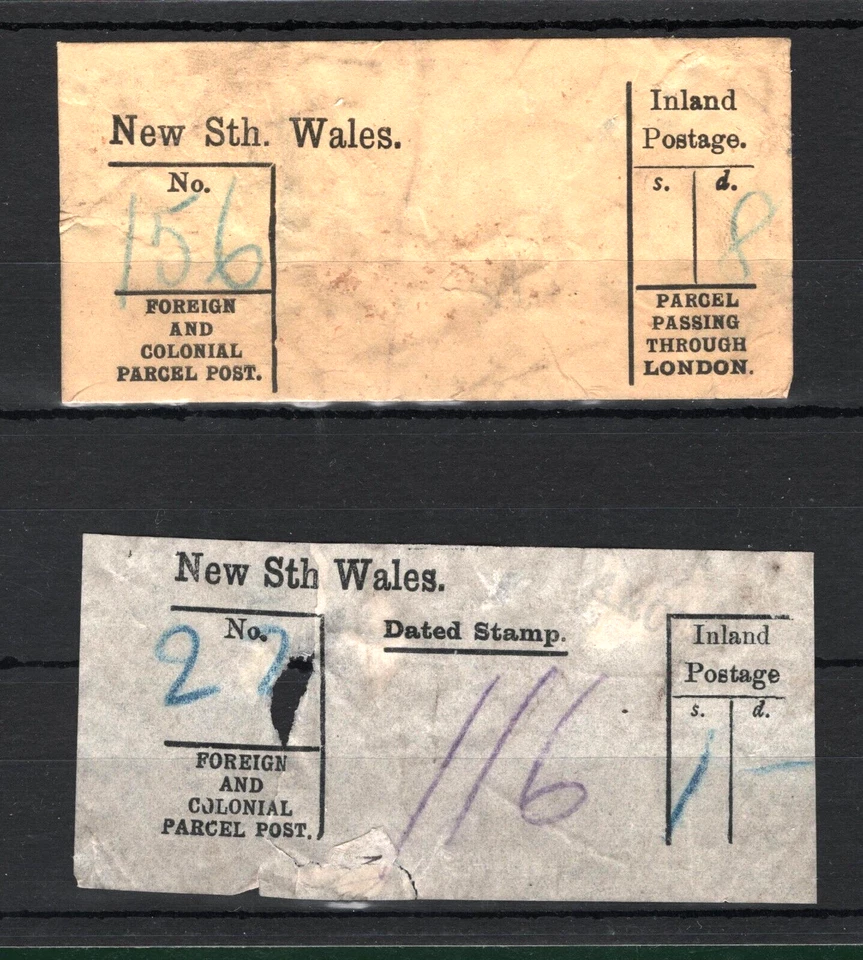 New Sth. Wales.
No.
156
FOREIGN
AND
COLONIAL
PARCEL POST.
Inland
Postage.
s. d.
8
PARCEL
PASSING
THROUGH
LONDON.
New Sth Wales.
No.
27
FOREIGN
AND
COLONIAL
PARCEL POST.
Dated Stamp.
116
Inland
Postage
s. d.
1 -